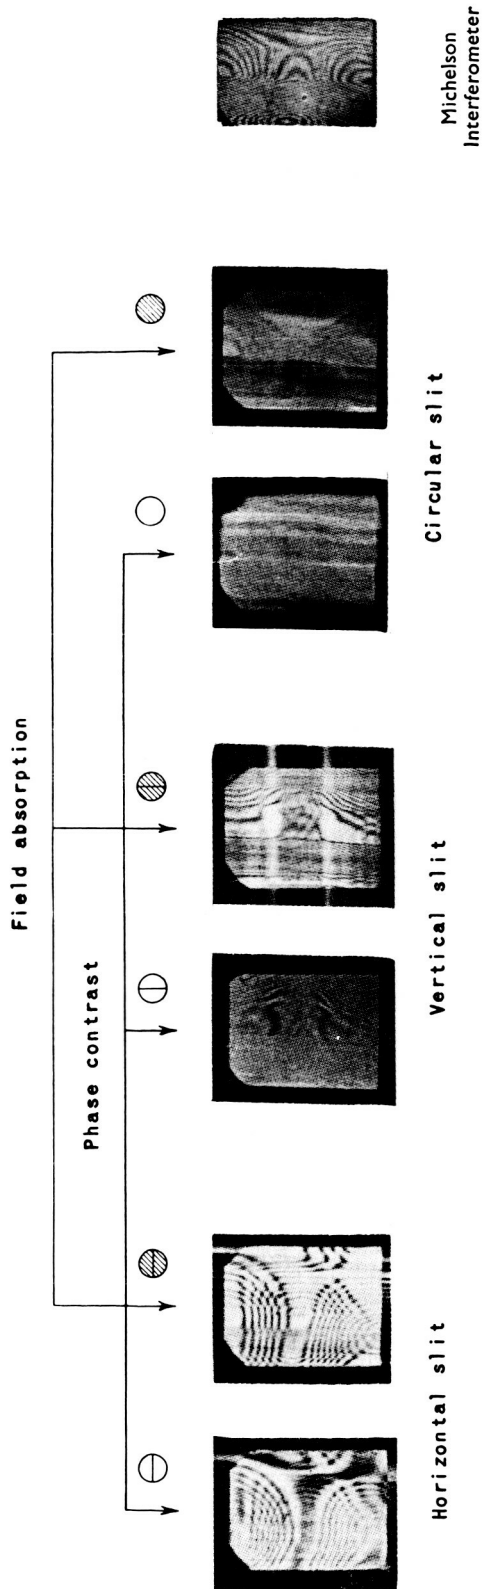 Field absorption
Phase contrast
Horizontal slit
Vertical slit
Circular slit
Michelson
Interferometer